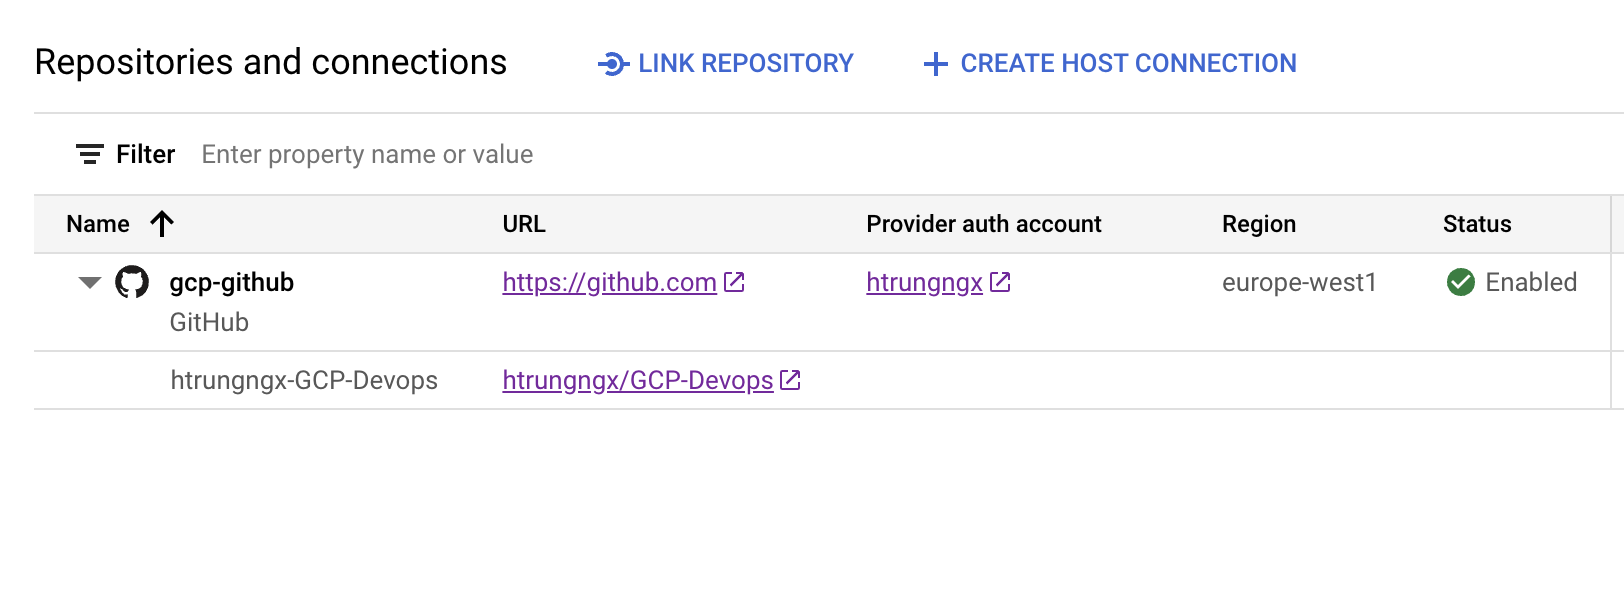 Repositories and connections LINK REPOSITORY CREATE HOST CONNECTION
Filter Enter property name or value
Name URL Provider auth account Region Status
gcp-github https://github.com htrungngx europe-west1 Enabled
GitHub
htrungngx-GCP-Devops htrungngx/GCP-Devops